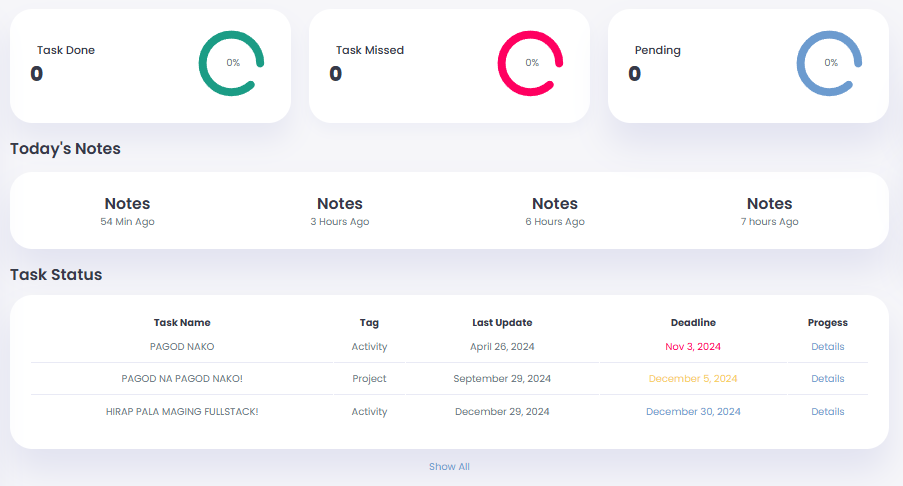 Task Done
0
0%
Task Missed
0
0%
Pending
0
0%
Today's Notes
Notes
54 Min Ago
Notes
3 Hours Ago
Notes
6 Hours Ago
Notes
7 hours Ago
Task Status
Task Name Tag Last Update Deadline Progess
PAGOD NAKO Activity April 26, 2024 Nov 3, 2024 Details
PAGOD NA PAGOD NAKO! Project September 29, 2024 December 5, 2024 Details
HIRAP PALA MAGING FULLSTACK! Activity December 29, 2024 December 30, 2024 Details
Show All